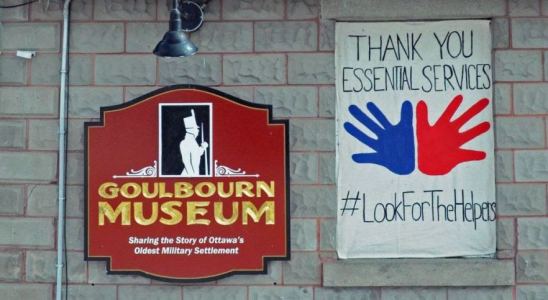 GOULBOURN
MUSEUM
Sharing the Story of Ottawa's
Oldest Military Settlement
THANK YOU
ESSENTIAL SERVICES
#LookForTheHelpers